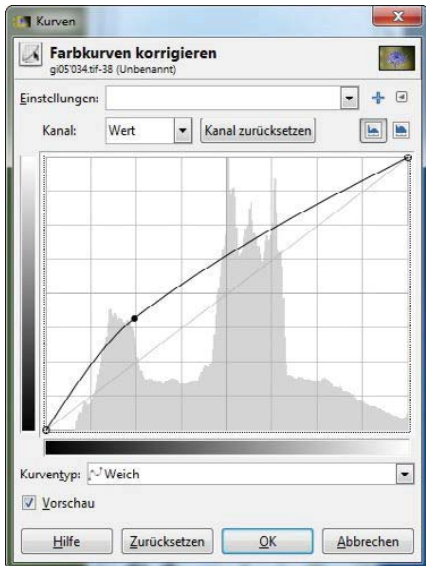 Kurven
Farbkurven korrigieren
gi05'034.tif-38 (Unbenannt)
Einstellungen:
Kanal: Wert Kanal zurücksetzen
Kurventyp: Weich
Vorschau
Hilfe Zurücksetzen OK Abbrechen